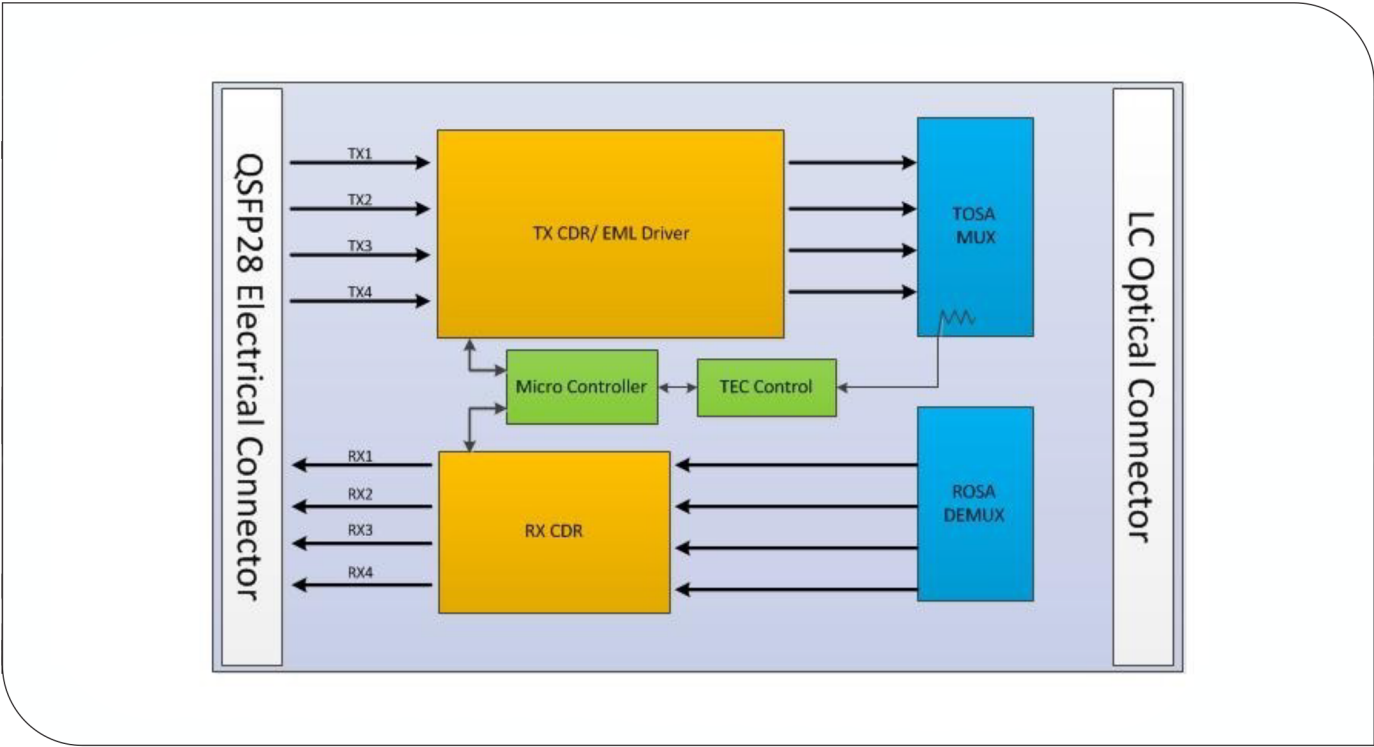 QSFP28 Electrical Connector
TX1
TX2
TX3
TX4
TX CDR/ EML Driver
TOSA
MUX
Micro Controller
TEC Control
RX1
RX2
RX3
RX4
RX CDR
ROSA
DEMUX
LC Optical Connector